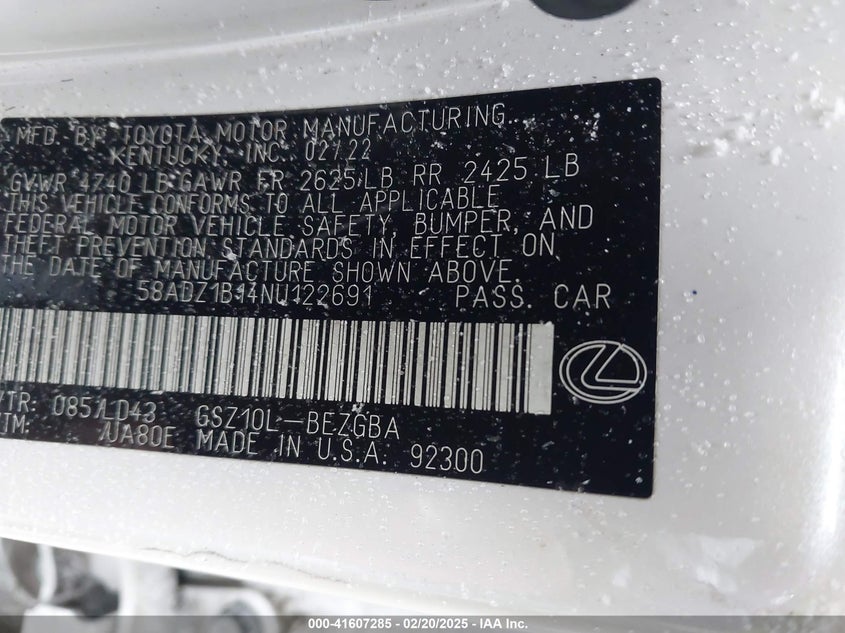 MFD. BY TOYOTA MOTOR MANUFACTURING
KENTUCKY, INC. 02/22
GVWR 4740 LB GAWR FR 2625 LB RR 2425 LB
THIS VEHICLE CONFORMS TO ALL APPLICABLE
FEDERAL MOTOR VEHICLE SAFETY, BUMPER, AND
THEFT PREVENTION STANDARDS IN EFFECT ON
THE DATE OF MANUFACTURE SHOWN ABOVE.
58ADZ1B14NU122691 PASS. CAR
/TR: 085/LD43 GSZ10L-BEZGBA
/UA80E MADE IN U.S.A. 92300
000-41607285 - 02/20/2025 - IAA Inc.